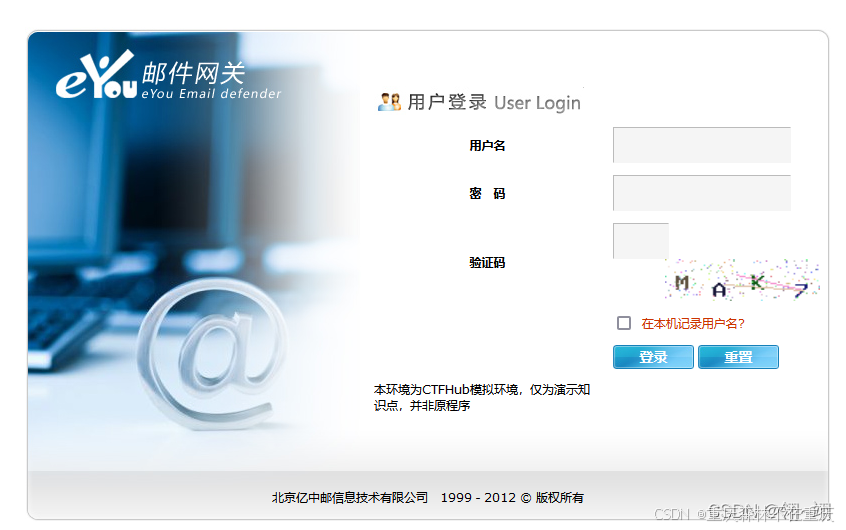 eYou 邮件网关
eYou Email defender
用户登录 User Login
用户名
密 码
验证码
M A K 7
在本机记录用户名?
登录 重置
本环境为CTFHub模拟环境，仅为演示知
识点，并非原程序
北京亿中邮信息技术有限公司 1999 - 2012 © 版权所有
CSDN